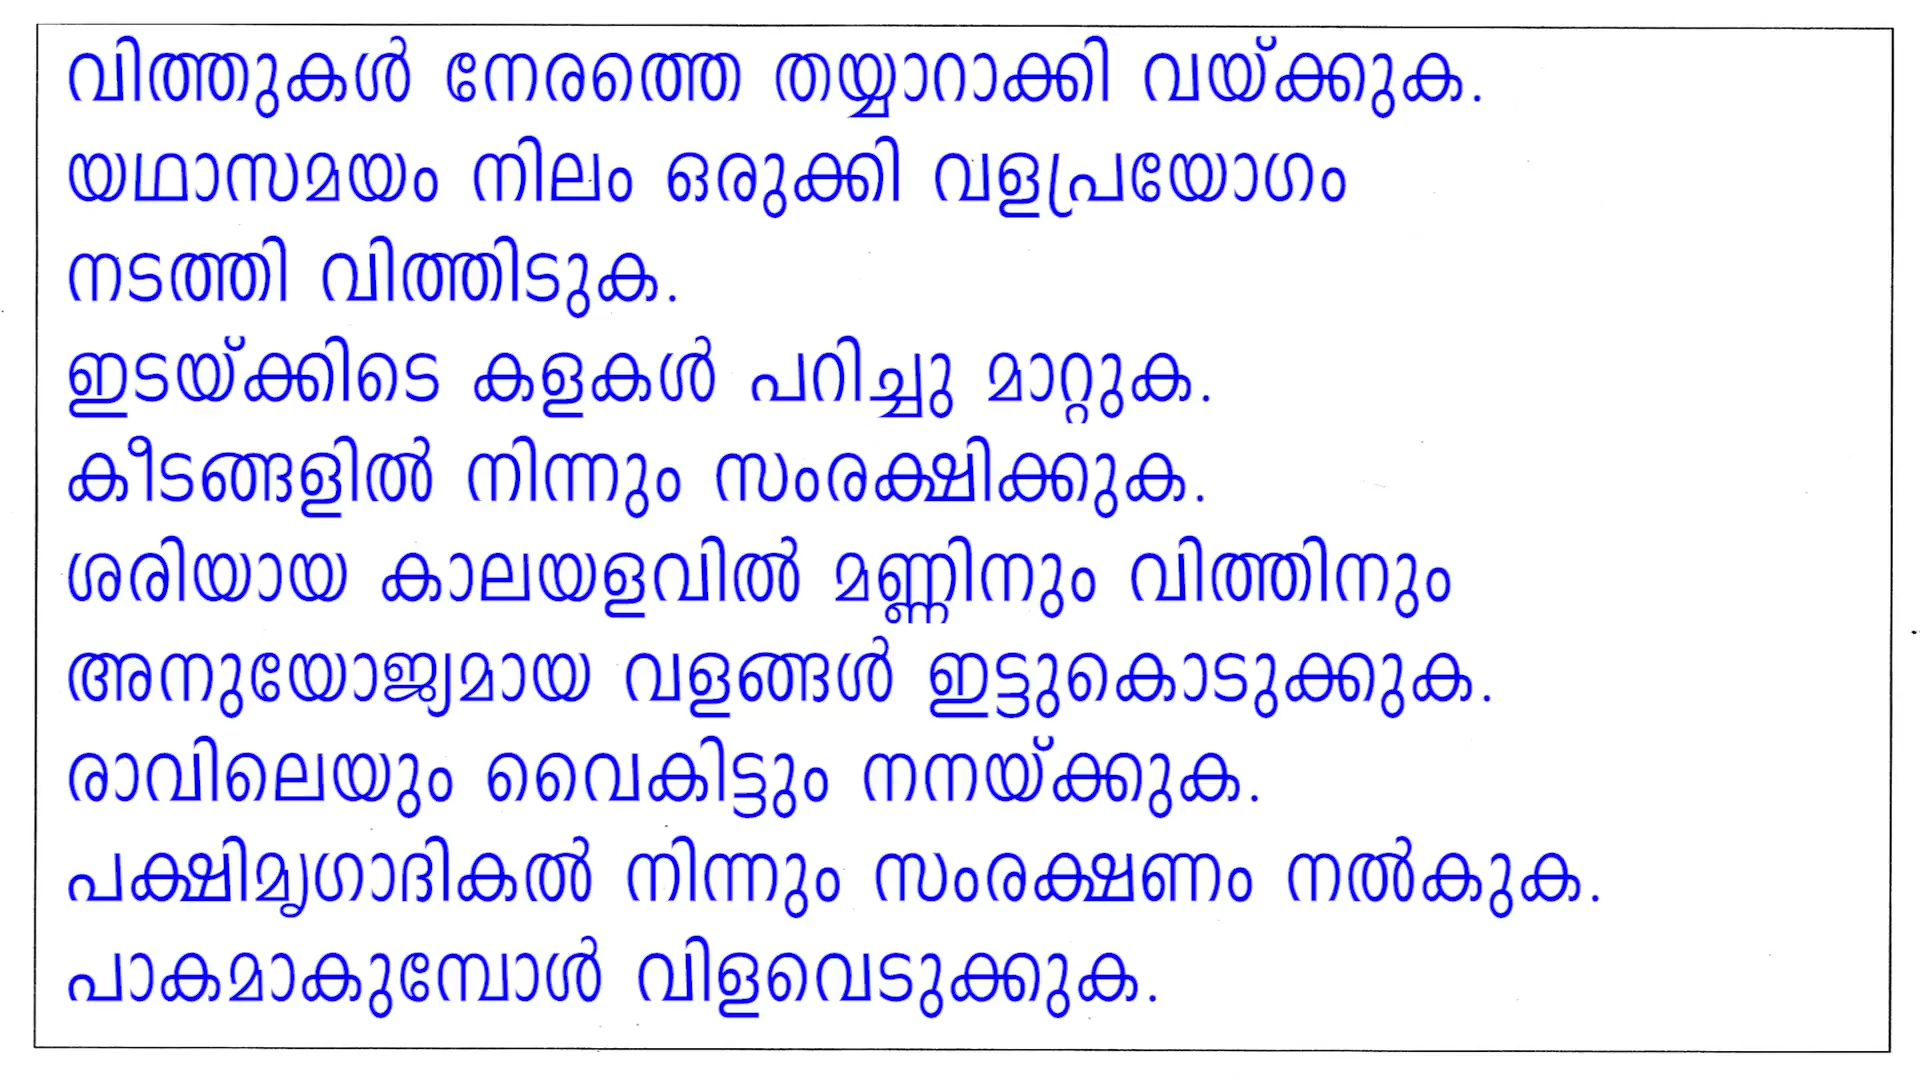 വിത്തുകൾ നേരത്തെ തയ്യാറാക്കി വയ്ക്കുക.
യഥാസമയം നിലം ഒരുക്കി വളപ്രയോഗം
നടത്തി വിത്തിടുക.
ഇടയ്ക്കിടെ കളകൾ പറിച്ചു മാറ്റുക.
കീടങ്ങളിൽ നിന്നും സംരക്ഷിക്കുക.
ശരിയായ കാലയളവിൽ മണ്ണിനും വിത്തിനും
അനുയോജ്യമായ വളങ്ങൾ ഇട്ടുകൊടുക്കുക.
രാവിലെയും വൈകിട്ടും നനയ്ക്കുക.
പക്ഷിമൃഗാദികൽ നിന്നും സംരക്ഷണം നൽകുക.
പാകമാകുമ്പോൾ വിളവെടുക്കുക.